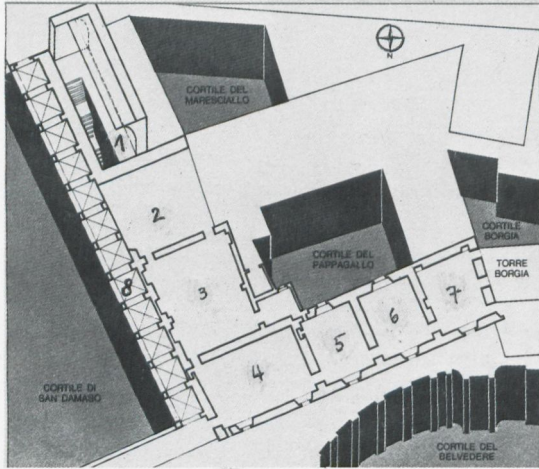 N
CORTILE DEL
MARESCIALLO
1
2
CORTILE
BORGIA
CORTILE DEL
PAPPAGALLO
TORRE
BORGIA
8
3
7
6
5
4
CORTILE DI
SAN DAMASO
CORTILE DEL
BELVEDERE